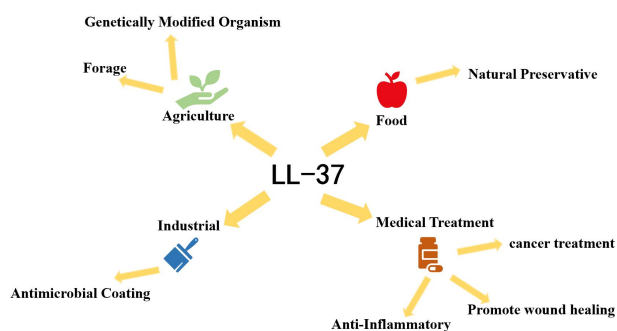 Genetically Modified Organism
Forage
Natural Preservative
Agriculture
Food
LL-37
Industrial
Medical Treatment
cancer treatment
Antimicrobial Coating
Promote wound healing
Anti-Inflammatory